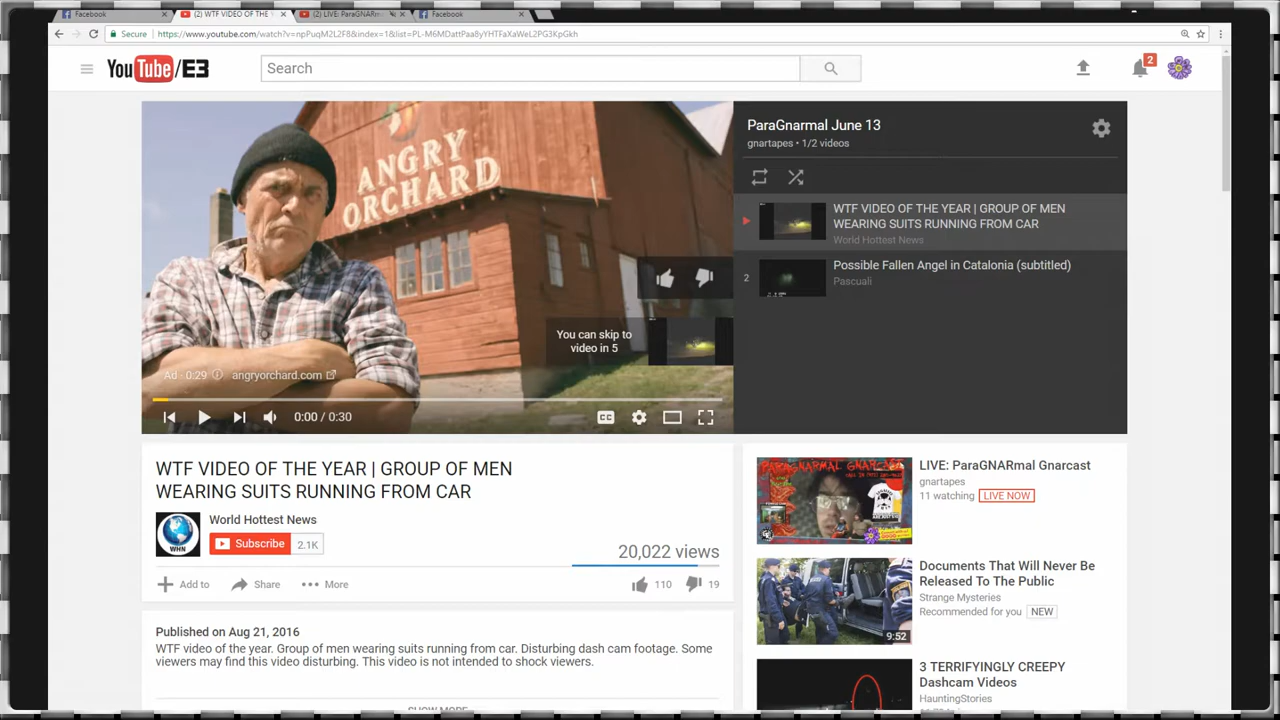 Facebook
(2) WTF VIDEO OF THE Y
(2) LIVE: ParaGNARm
Facebook
Secure
https://www.youtube.com/watch?v=npPuqM2L2F8&index=1&list=PL-M6MDattPaa8yYHTFaXaWeL2PG3KpGkh
YouTube/E3
Search
2
ANGRY
ORCHARD
You can skip to
video in 5
Ad · 0:29
angryorchard.com
0:00 / 0:30
CC
ParaGnarmal June 13
gnartapes • 1/2 videos
WTF VIDEO OF THE YEAR | GROUP OF MEN
WEARING SUITS RUNNING FROM CAR
World Hottest News
2
Possible Fallen Angel in Catalonia (subtitled)
Pascuali
WTF VIDEO OF THE YEAR | GROUP OF MEN
WEARING SUITS RUNNING FROM CAR
WHN
World Hottest News
Subscribe
2.1K
20,022 views
Add to
Share
More
110
19
Published on Aug 21, 2016
WTF video of the year. Group of men wearing suits running from car. Disturbing dash cam footage. Some
viewers may find this video disturbing. This video is not intended to shock viewers.
SHOW MORE
PARAGNARMAL GNARCAST
LIVE: ParaGNARmal Gnarcast
gnartapes
11 watching
LIVE NOW
9:52
Documents That Will Never Be
Released To The Public
Strange Mysteries
Recommended for you
NEW
3 TERRIFYINGLY CREEPY
Dashcam Videos
HauntingStories